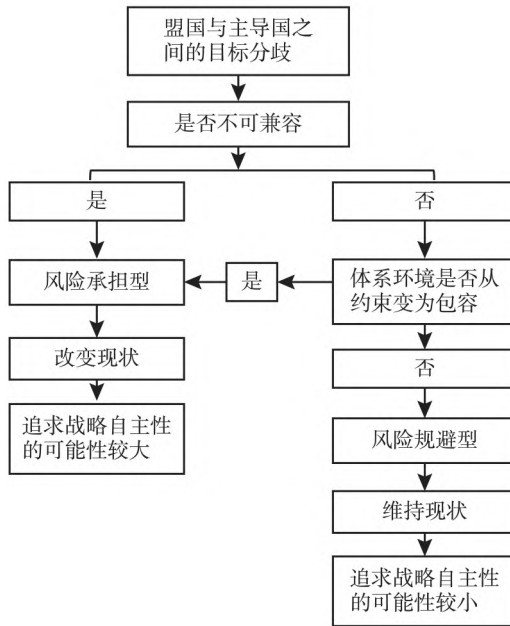 盟国与主导国之
间的目标分歧
是否不可兼容
是
否
风险承担型
是
体系环境是否从
约束变为包容
改变现状
否
追求战略自主性
的可能性较大
风险规避型
维持现状
追求战略自主性
的可能性较小